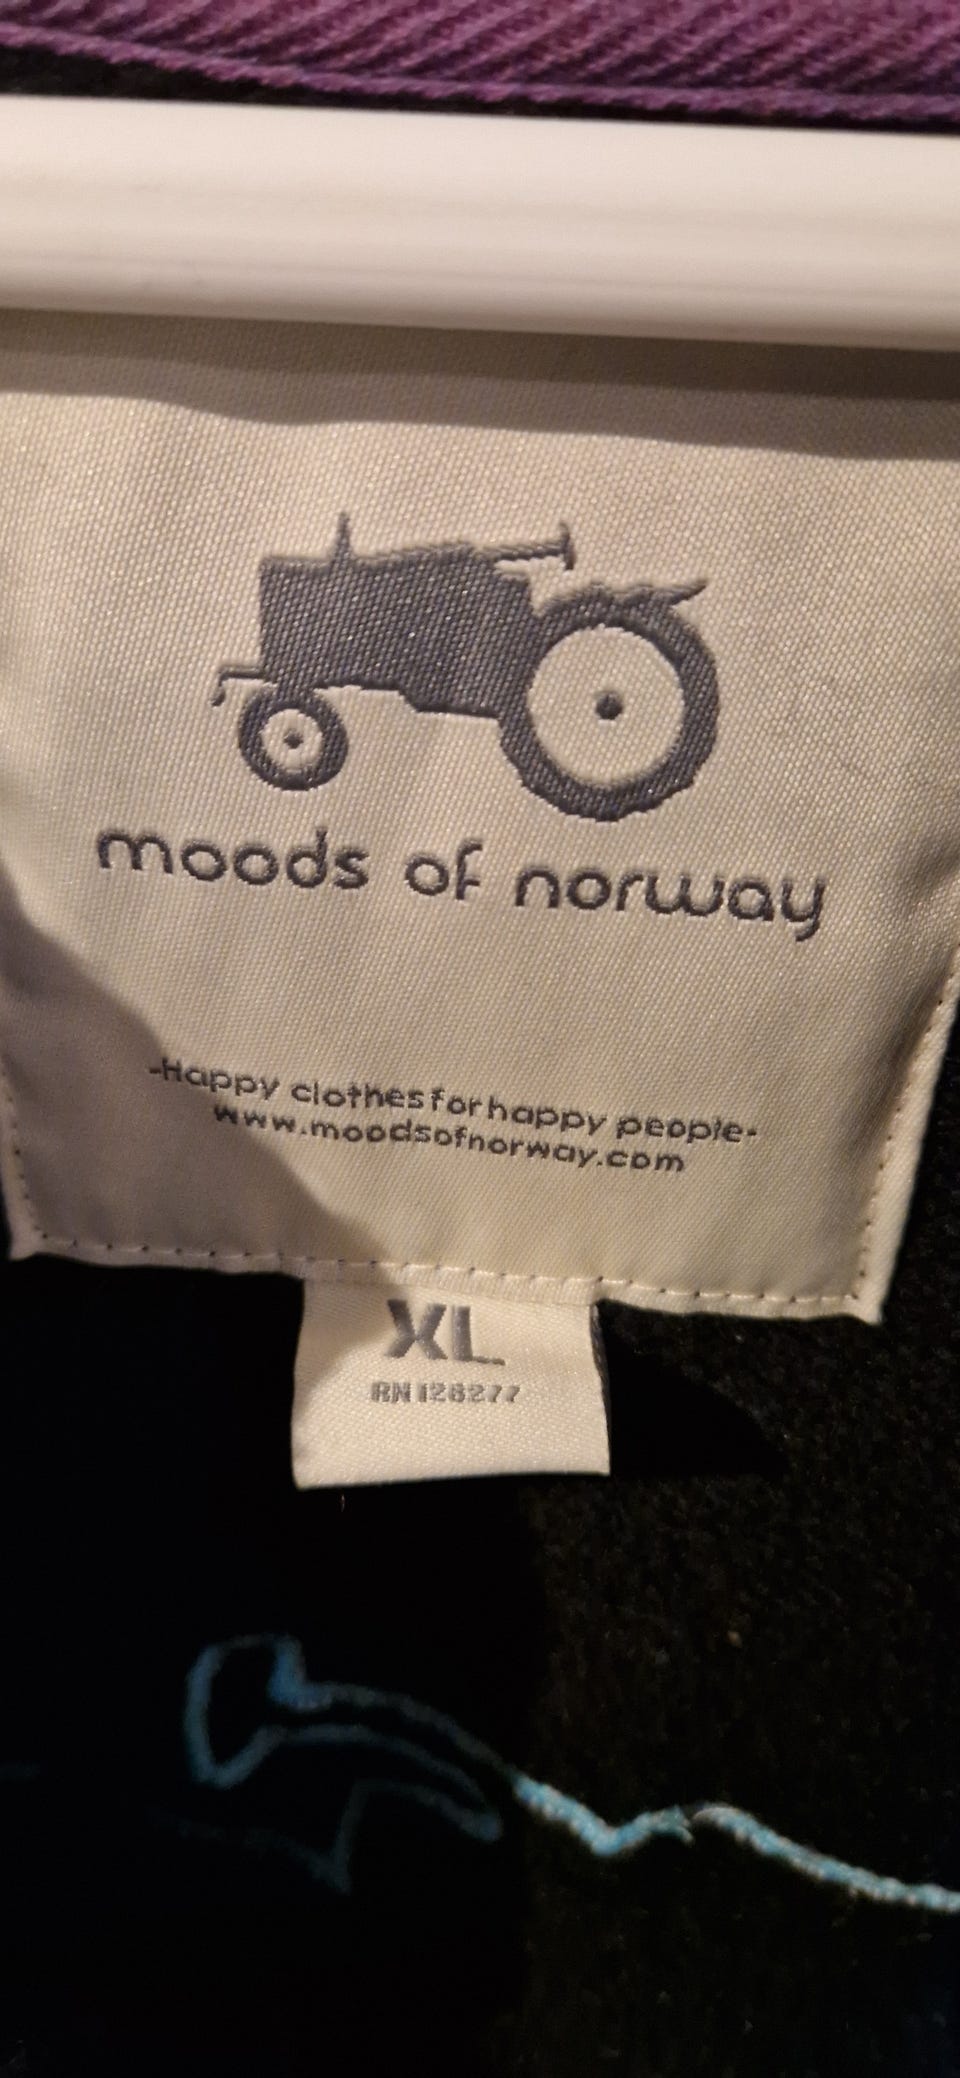 moods of norway
-Happy clothes for happy people-
www.moodsofnorway.com
XL
RN 128277